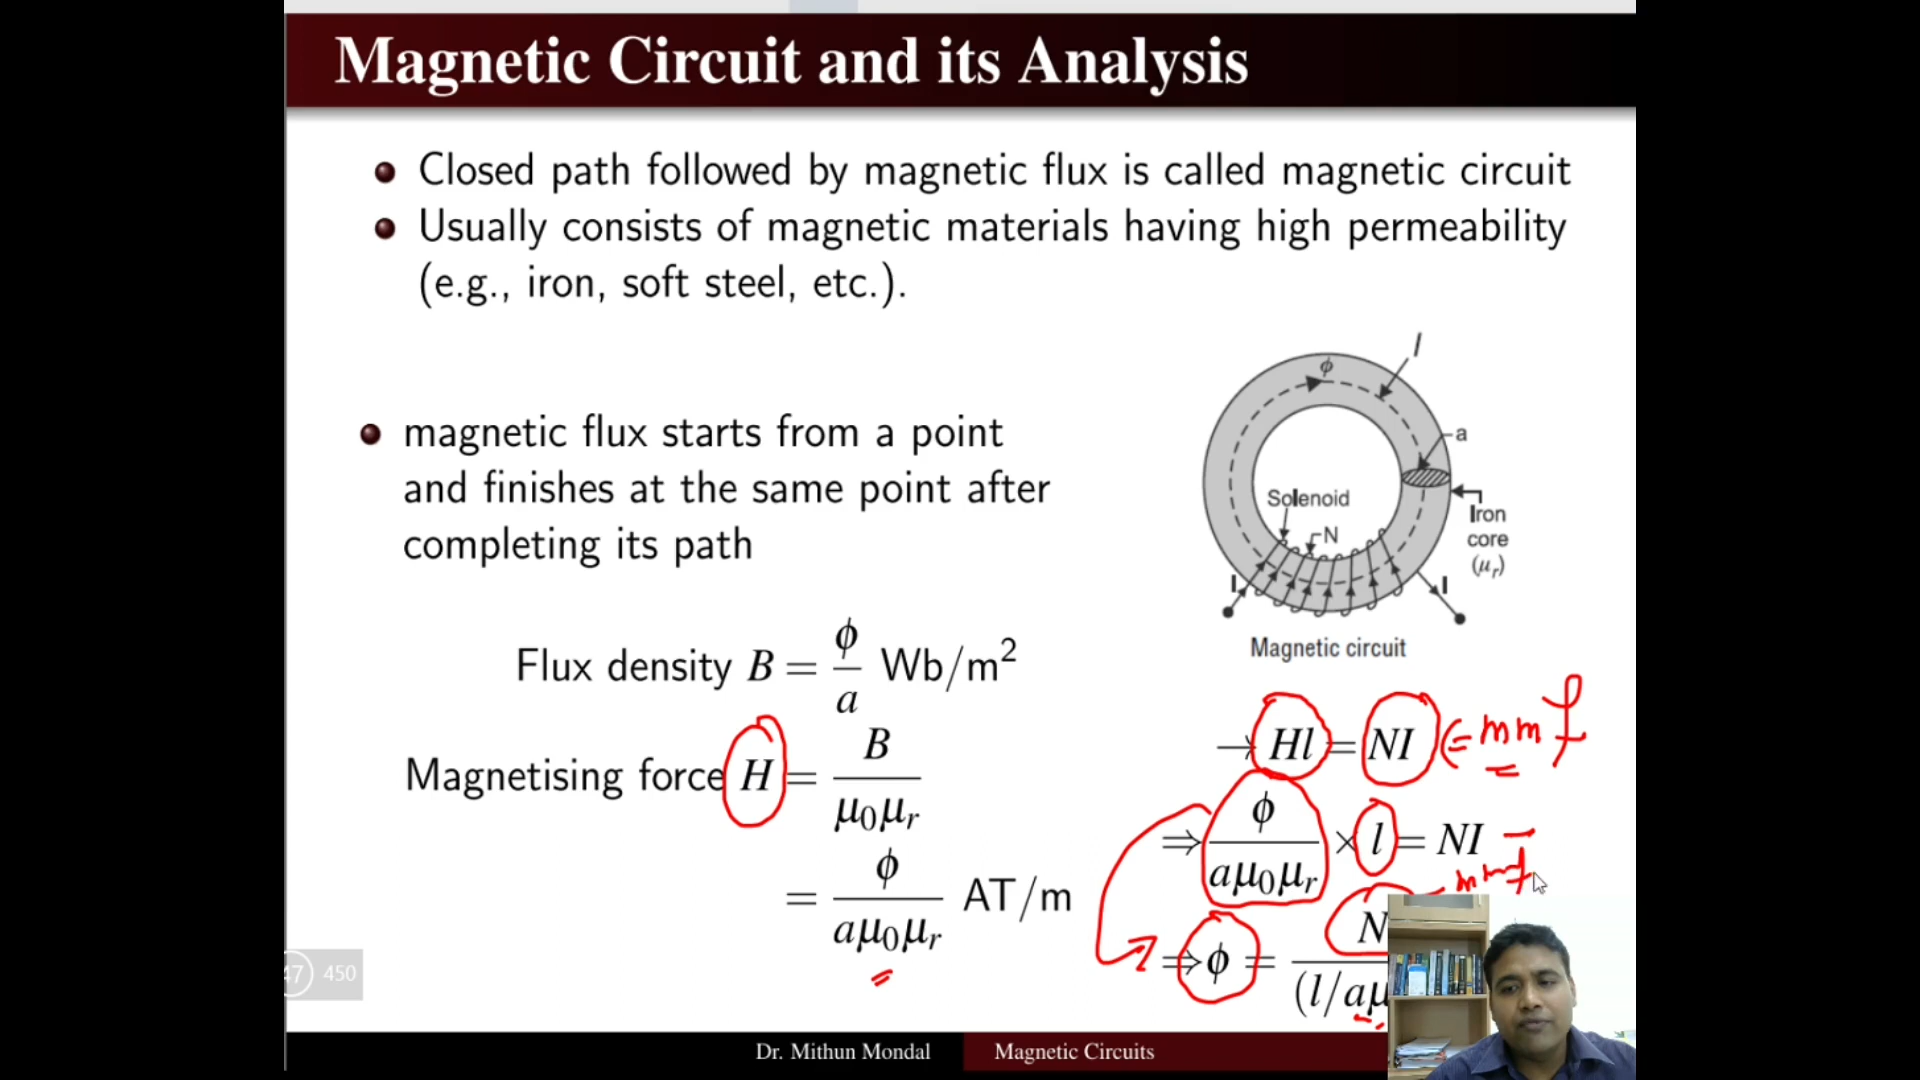 Magnetic Circuit and its Analysis
Closed path followed by magnetic flux is called magnetic circuit
Usually consists of magnetic materials having high permeability
(e.g., iron, soft steel, etc.).
magnetic flux starts from a point
and finishes at the same point after
completing its path
Flux density B = ϕ/a Wb/m²
Magnetising force H = B/μ₀μᵣ
= ϕ/aμ₀μᵣ AT/m
l
ϕ
a
Solenoid
N
Iron
core
(μᵣ)
I
I
Magnetic circuit
→ Hl = NI = mmf
⇒ ϕ/aμ₀μᵣ × l = NI –
mmf
⇒ ϕ = N
(l/aμ
47 450
Dr. Mithun Mondal
Magnetic Circuits